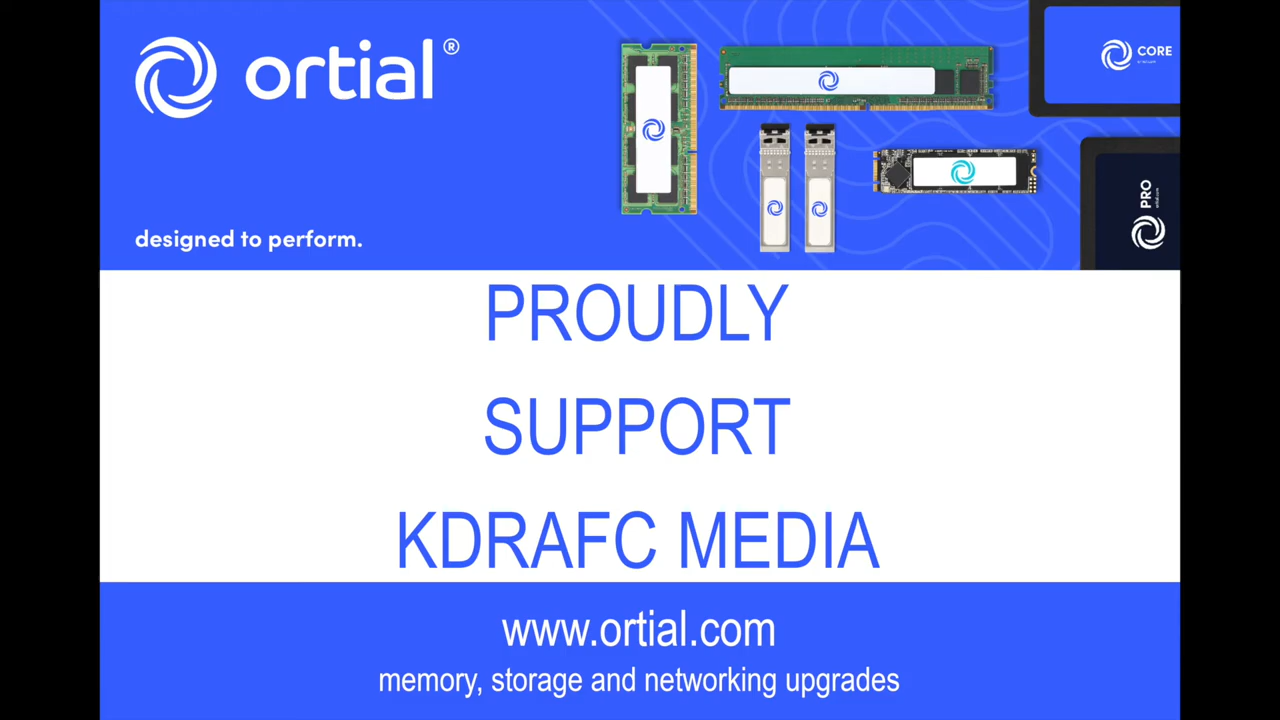 ortial®
CORE
PRO
designed to perform.
PROUDLY
SUPPORT
KDRAFC MEDIA
www.ortial.com
memory, storage and networking upgrades